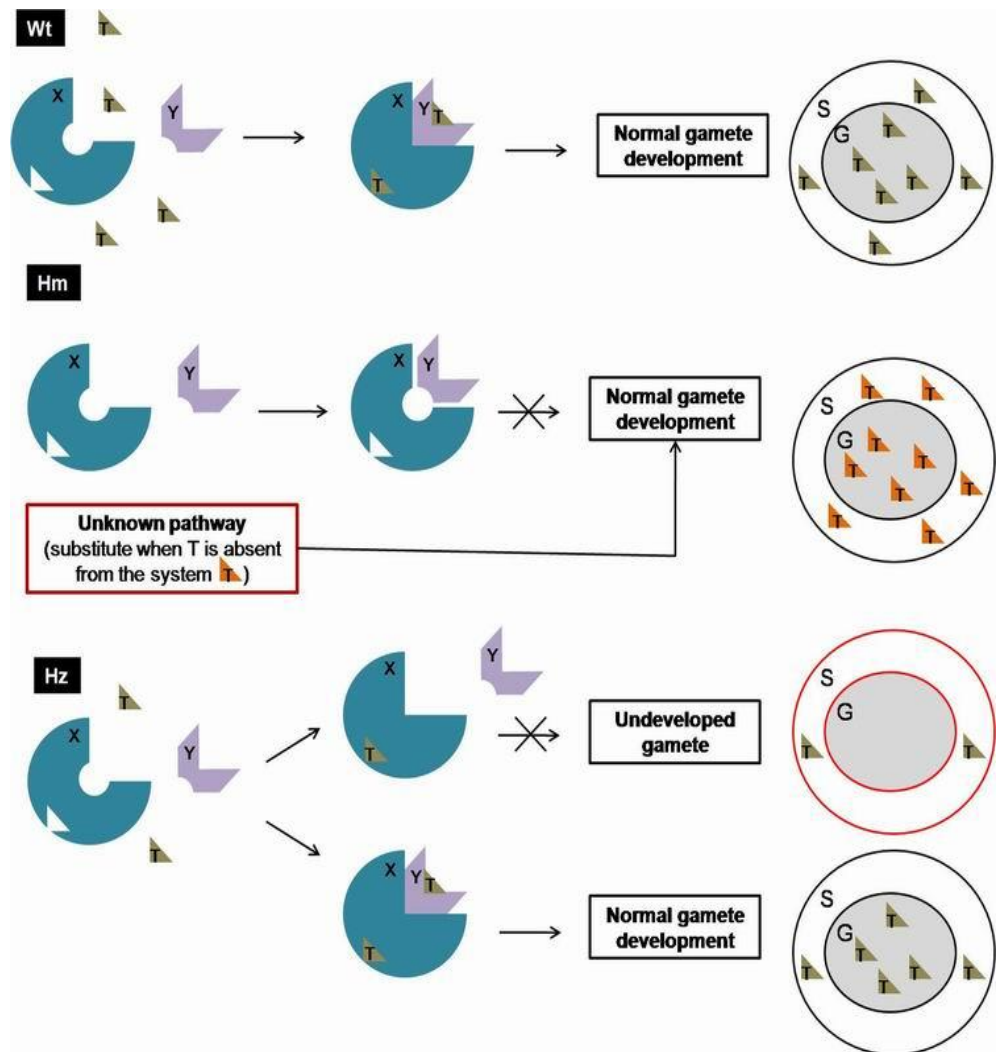 Wt
T
X
T
Y
T
T
X
Y
T
T
Normal gamete
development
S
G
T
T
T
T
T
T
T
T
Hm
X
Y
X
Y
Normal gamete
development
S
G
T
T
T
T
T
T
T
T
T
Unknown pathway
(substitute when T is absent
from the system T )
Hz
T
X
Y
T
X
T
Y
Undeveloped
gamete
S
G
T
T
X
Y
T
T
Normal gamete
development
S
G
T
T
T
T
T
T